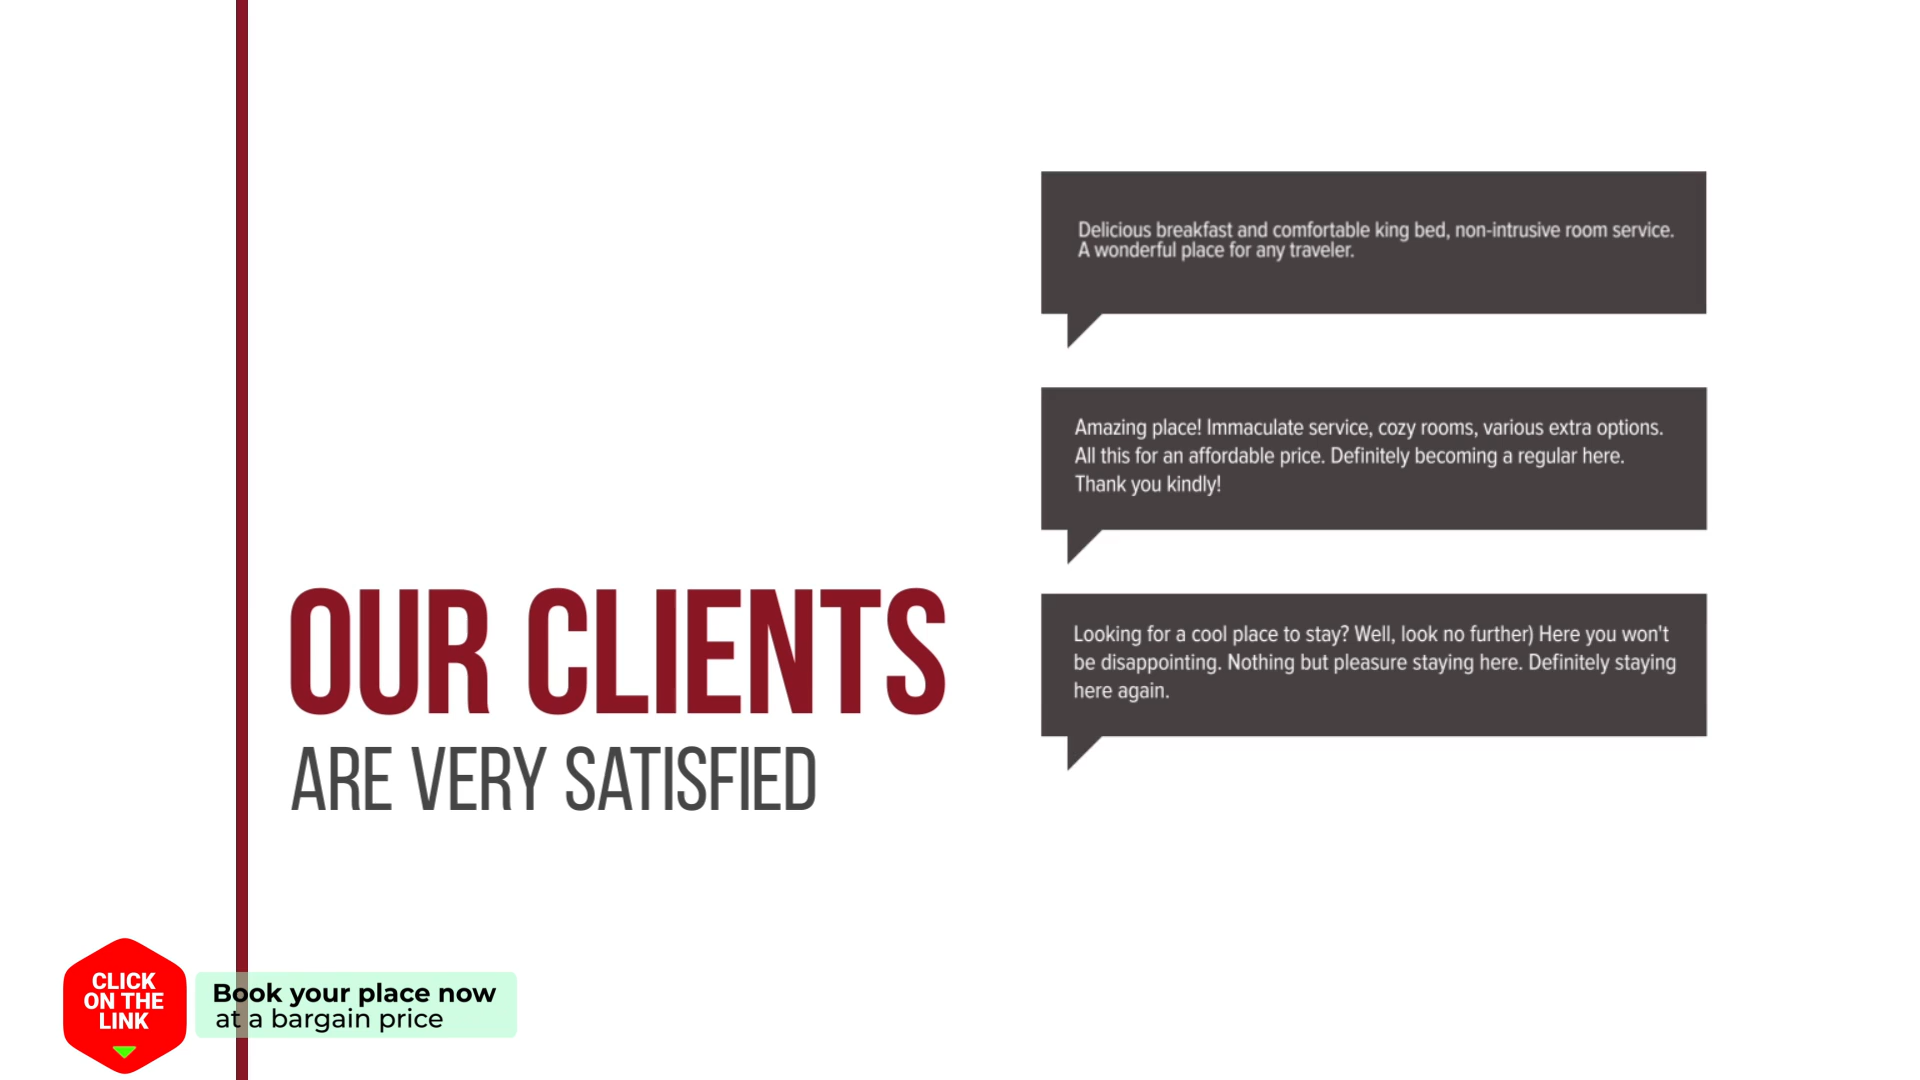 Delicious breakfast and comfortable king bed, non-intrusive room service.
A wonderful place for any traveler.
Amazing place! Immaculate service, cozy rooms, various extra options.
All this for an affordable price. Definitely becoming a regular here.
Thank you kindly!
Looking for a cool place to stay? Well, look no further) Here you won't
be disappointing. Nothing but pleasure staying here. Definitely staying
here again.
OUR CLIENTS
ARE VERY SATISFIED
CLICK
ON THE
LINK
Book your place now
at a bargain price